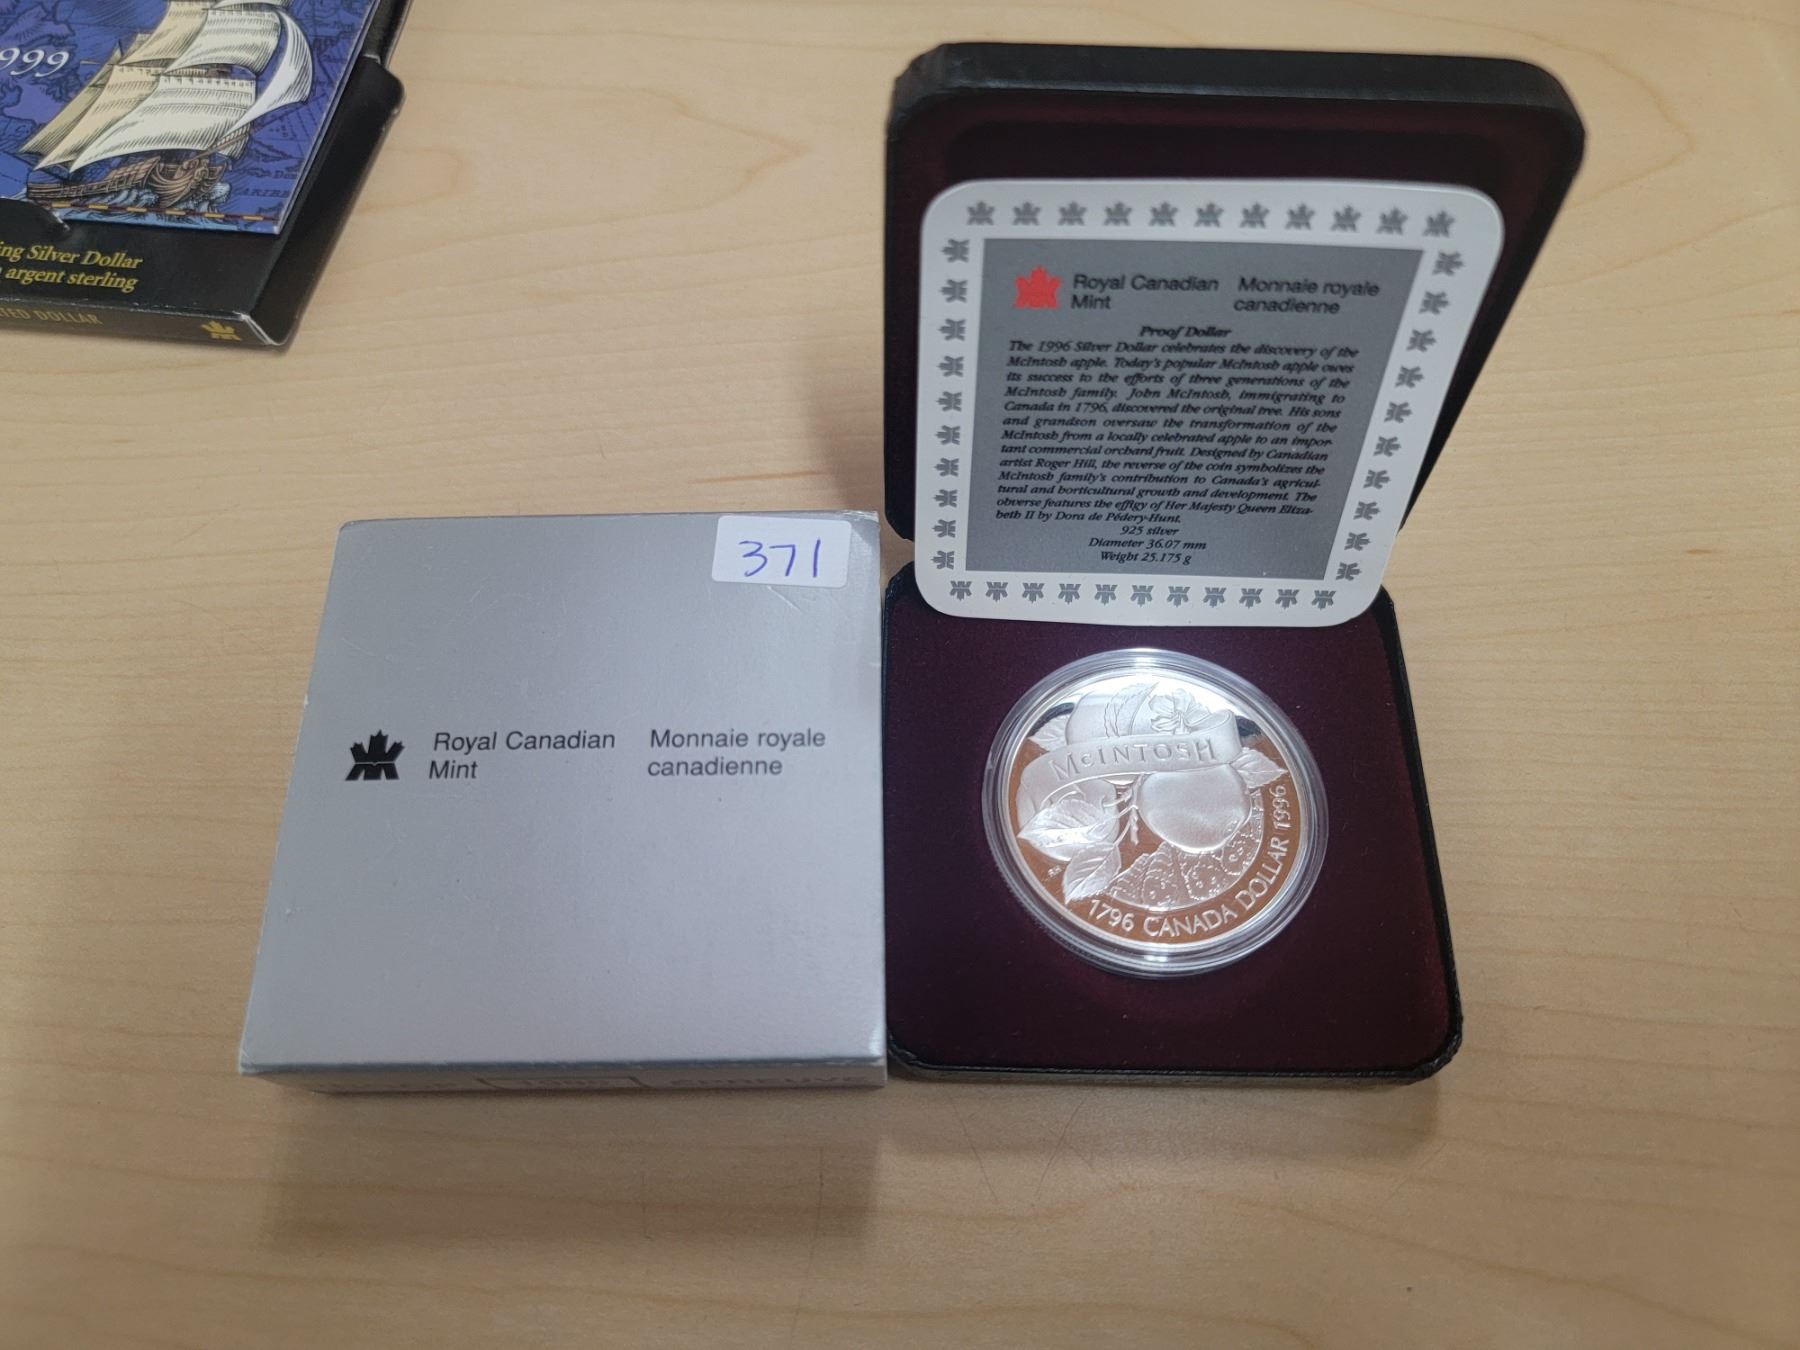 999
CARIBB
ing Silver Dollar
argent sterling
TED DOLLAR
371
Royal Canadian Monnaie royale
Mint canadienne
Royal Canadian Monnaie royale
Mint canadienne
Proof Dollar
The 1996 Silver Dollar celebrates the discovery of the
McIntosh apple. Today's popular McIntosh apple owes
its success to the efforts of three generations of the
McIntosh family. John McIntosh, immigrating to
Canada in 1796, discovered the original tree. His sons
and grandson oversaw the transformation of the
McIntosh from a locally celebrated apple to an impor-
tant commercial orchard fruit. Designed by Canadian
artist Roger Hill, the reverse of the coin symbolizes the
McIntosh family's contribution to Canada's agricul-
tural and horticultural growth and development. The
obverse features the effigy of Her Majesty Queen Eliza-
beth II by Dora de Pédery-Hunt.
925 silver
Diameter 36.07 mm
Weight 25.175 g
McINTOSH
RH
1796 CANADA DOLLAR 1996